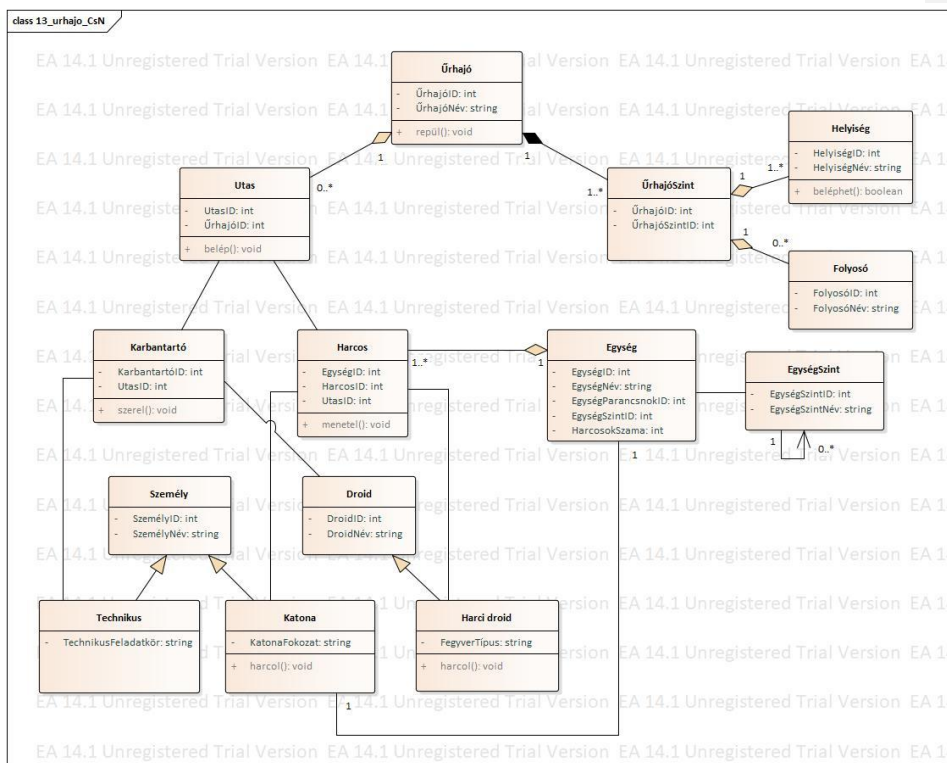 class 13_urhajo_CsN
EA 14.1 Unregistered Trial Version
Űrhajó
- ŰrhajóID: int
- ŰrhajóNév: string
+ repül(): void
1
1
Utas
- UtasID: int
- ŰrhajóID: int
+ belép(): void
0..*
ŰrhajóSzint
- ŰrhajóID: int
- ŰrhajóSzintID: int
1..*
1
1..*
1
0..*
Helyiség
- HelyiségID: int
- HelyiségNév: string
+ beléphet(): boolean
Folyosó
- FolyosóID: int
- FolyosóNév: string
Karbantartó
- KarbantartóID: int
- UtasID: int
+ szerel(): void
Harcos
- EgységID: int
- HarcosID: int
- UtasID: int
+ menetel(): void
1..*
1
Egység
- EgységID: int
- EgységNév: string
- EgységParancsnokID: int
- EgységSzintID: int
- HarcosokSzama: int
1
EgységSzint
- EgységSzintID: int
- EgységSzintNév: string
1
0..*
Személy
- SzemélyID: int
- SzemélyNév: string
Droid
- DroidID: int
- DroidNév: string
Technikus
- TechnikusFeladatkör: string
Katona
- KatonaFokozat: string
+ harcol(): void
1
Harci droid
- FegyverTípus: string
+ harcol(): void